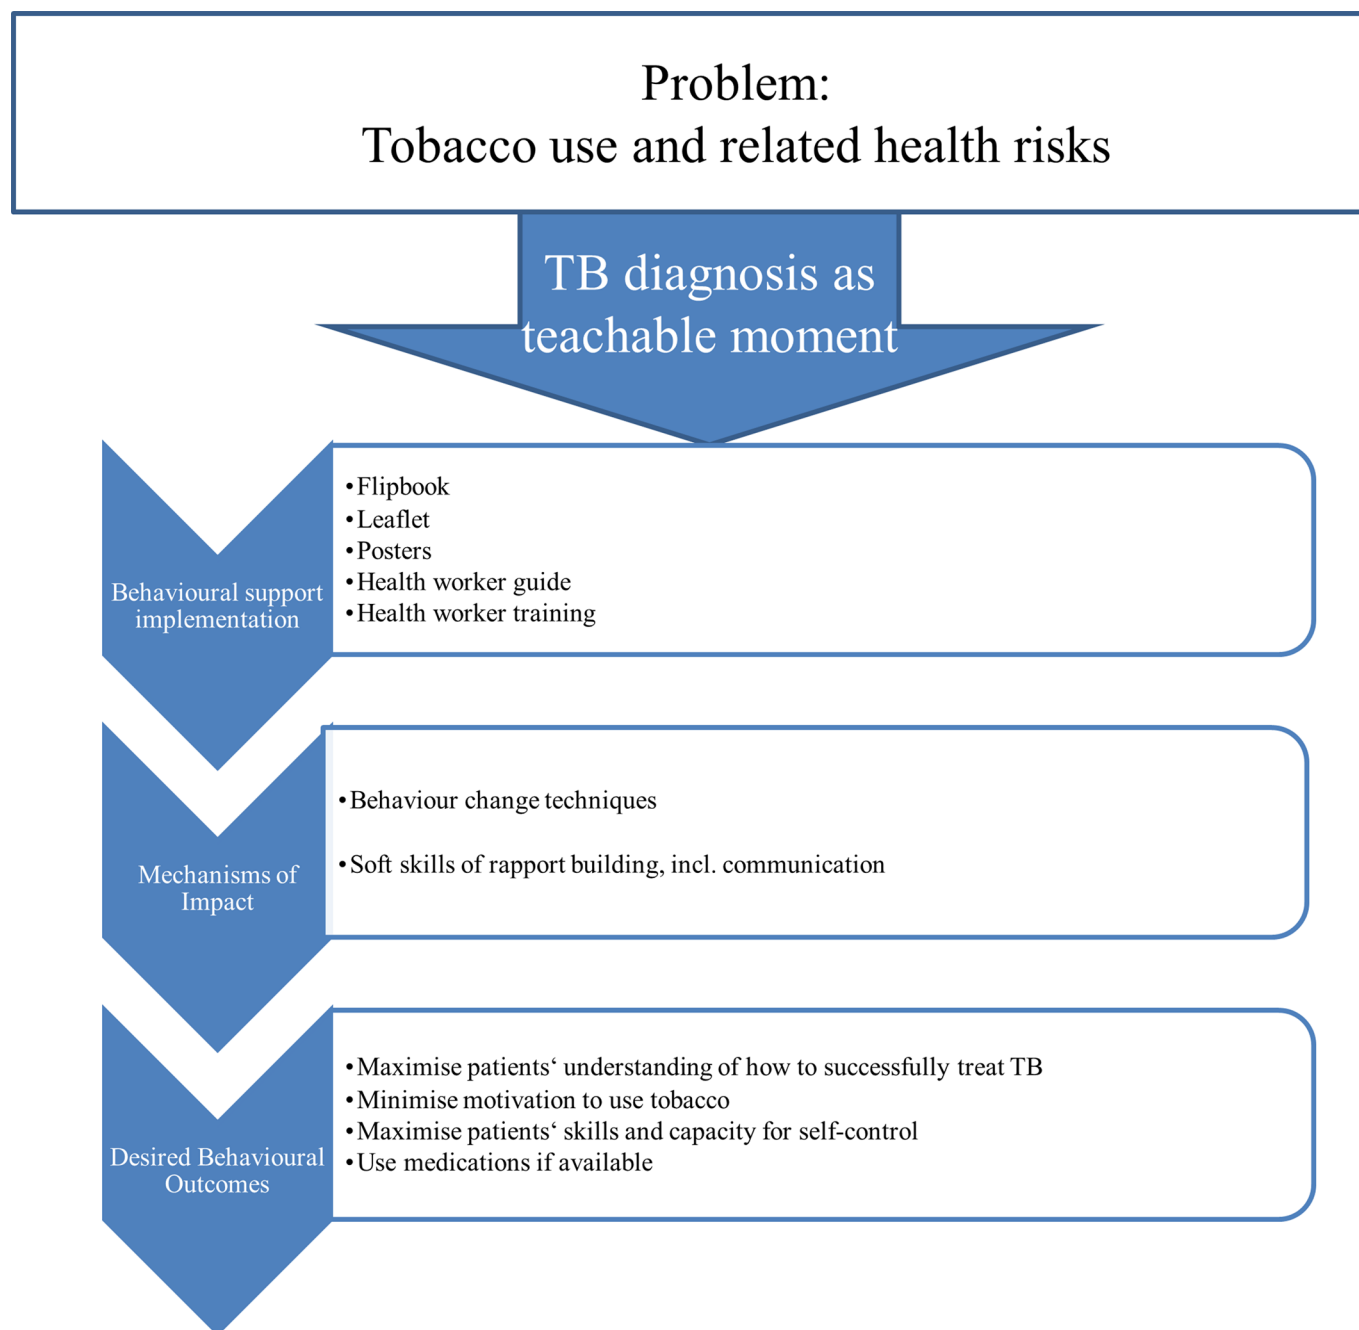 Problem:
Tobacco use and related health risks
TB diagnosis as
teachable moment
Behavioural support
implementation
•Flipbook
•Leaflet
•Posters
•Health worker guide
•Health worker training
Mechanisms of
Impact
•Behaviour change techniques
•Soft skills of rapport building, incl. communication
Desired Behavioural
Outcomes
•Maximise patients‘ understanding of how to successfully treat TB
•Minimise motivation to use tobacco
•Maximise patients‘ skills and capacity for self-control
•Use medications if available